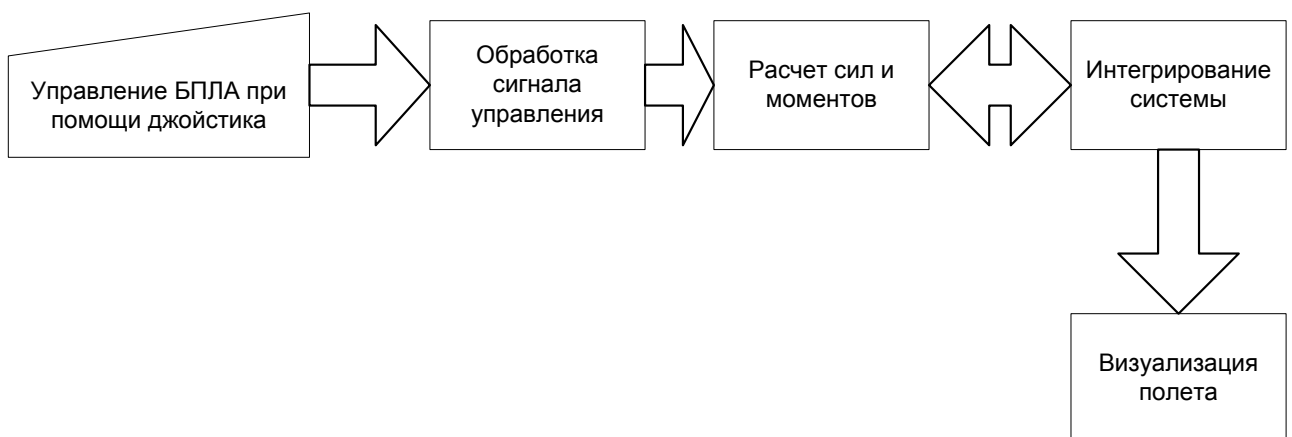 Управление БПЛА при
помощи джойстика
Обработка
сигнала
управления
Расчет сил и
моментов
Интегрирование
системы
Визуализация
полета